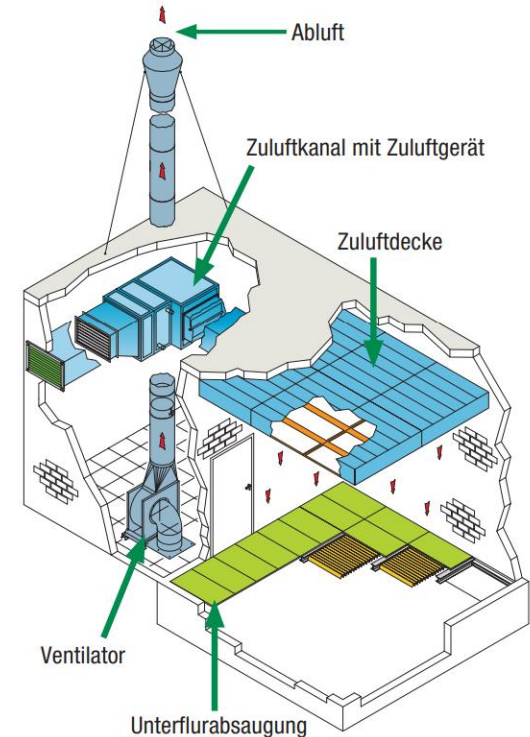 Abluft
Zuluftkanal mit Zuluftgerät
Zuluftdecke
Ventilator
Unterflurabsaugung